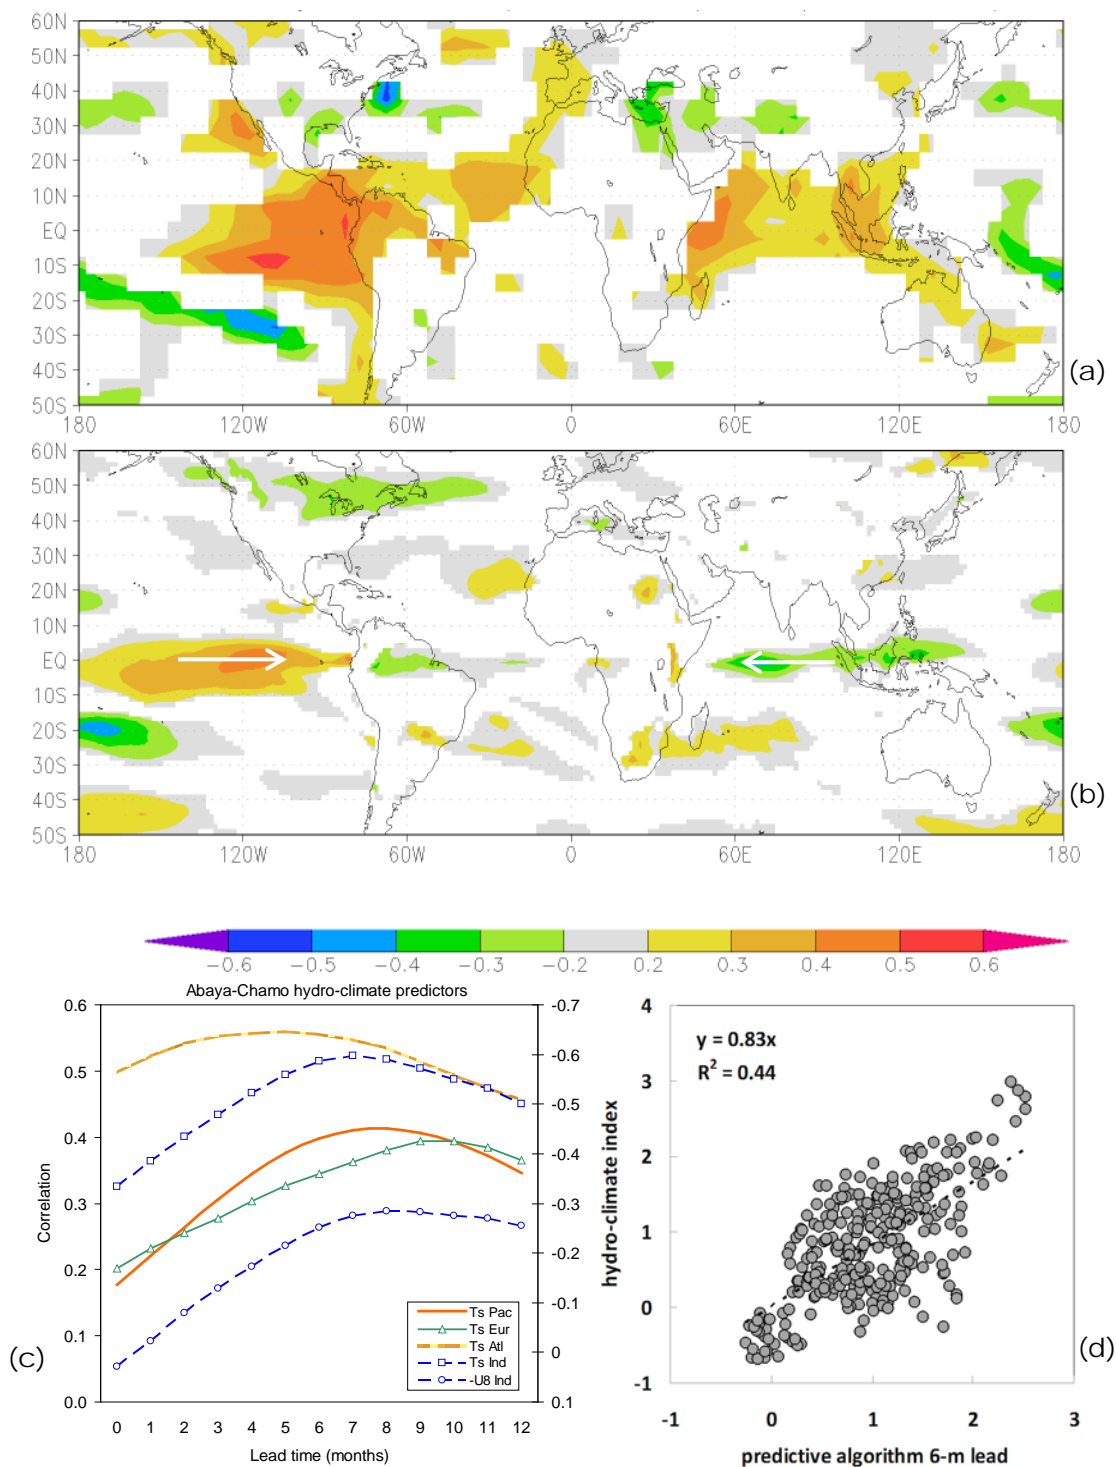 60N
50N
40N
30N
20N
10N
EQ
10S
20S
30S
40S
50S
180 120W 60W 0 60E 120E 180
(a)
60N
50N
40N
30N
20N
10N
EQ
10S
20S
30S
40S
50S
180 120W 60W 0 60E 120E 180
(b)
-0.6 -0.5 -0.4 -0.3 -0.2 0.2 0.3 0.4 0.5 0.6
Abaya-Chamo hydro-climate predictors
Correlation
0.6
0.5
0.4
0.3
0.2
0.1
0.0
-0.7
-0.6
-0.5
-0.4
-0.3
-0.2
-0.1
0
0.1
Ts Pac
Ts Eur
Ts Atl
Ts Ind
-U8 Ind
0 1 2 3 4 5 6 7 8 9 10 11 12
Lead time (months)
(c)
hydro-climate index
4
3
2
1
0
-1
y = 0.83x
R² = 0.44
-1 0 1 2 3
predictive algorithm 6-m lead
(d)